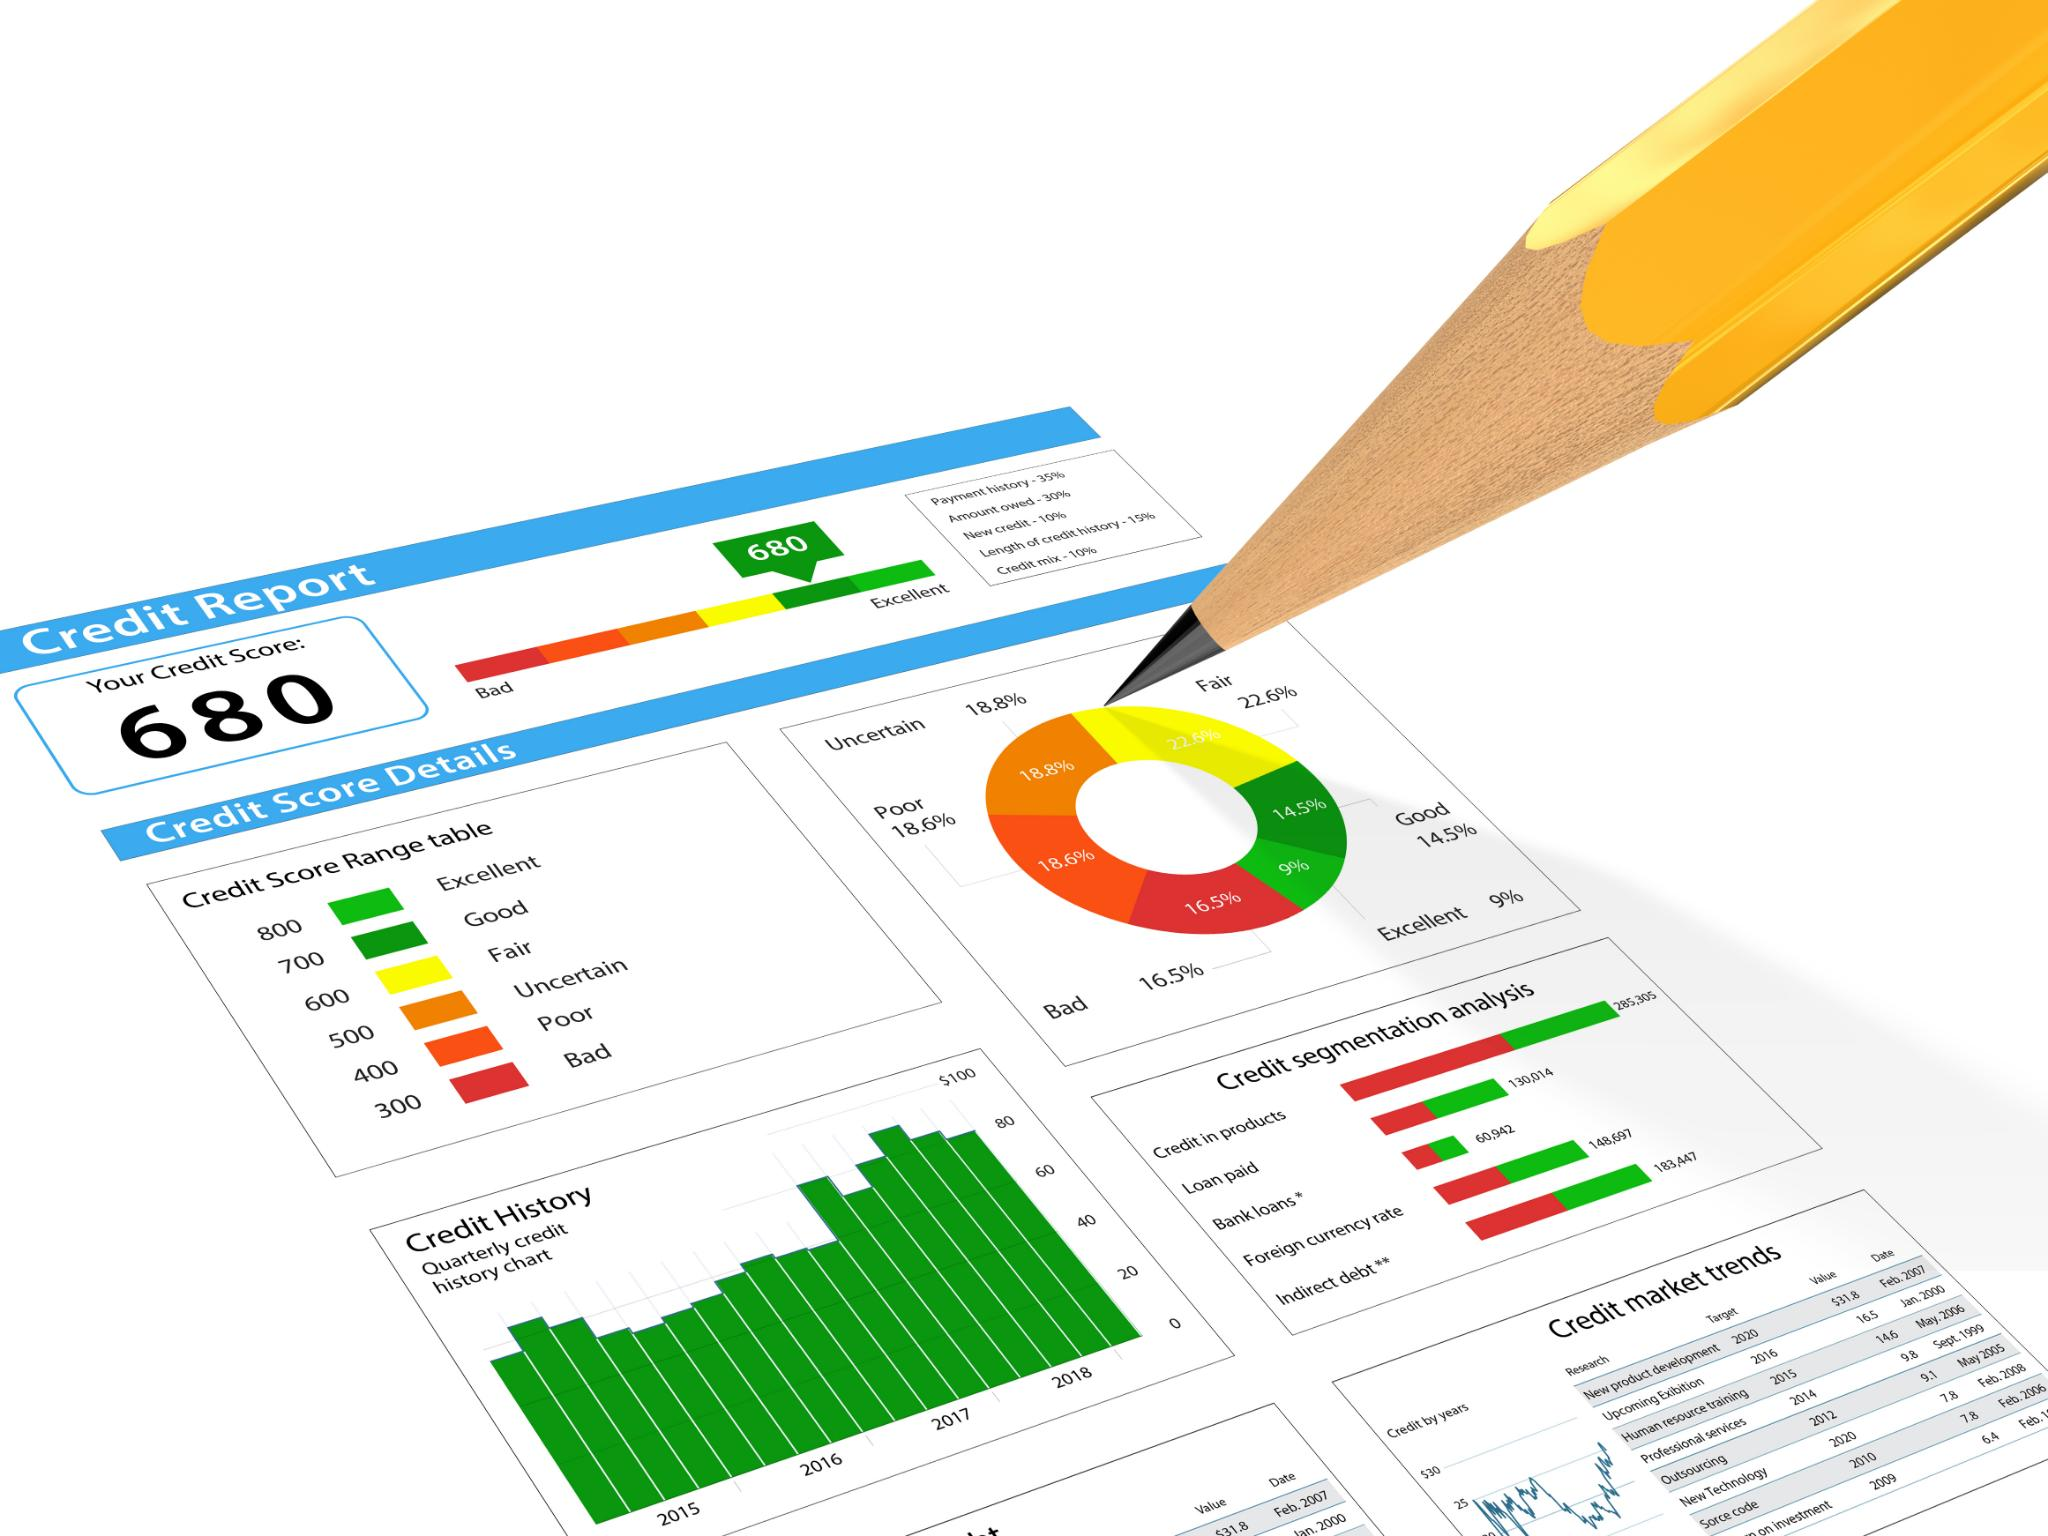 Credit Report
Your Credit Score:
680
680
Bad
Excellent
Payment history - 35%
Amount owed - 30%
New credit - 10%
Length of credit history - 15%
Credit mix - 10%
Credit Score Details
Credit Score Range table
800 Excellent
700 Good
600 Fair
500 Uncertain
400 Poor
300 Bad
Uncertain 18.8%
Fair
22.6%
Poor
18.6%
Good
14.5%
Excellent 9%
Bad 16.5%
18.8%
22.6%
14.5%
9%
16.5%
18.6%
Credit History
Quarterly credit
history chart
$100
80
60
40
20
0
2015
2016
2017
2018
Credit segmentation analysis
Credit in products
Loan paid
Bank loans*
Foreign currency rate
Indirect debt**
285,305
130,014
60,942
148,697
183,447
Credit market trends
Credit by years
$30
25
Research Target Value Date
New product development 2020 $31.8 Feb. 2007
Upcoming Exibition 2016 16.5 Jan. 2000
Human resource training 2015 14.6 May. 2006
Professional services 2014 9.8 Sept. 1999
Outsourcing 2012 9.1 May 2005
New Technology 2020 7.8 Feb. 2008
Sorce code 2010 7.8 Feb. 2006
on investment 2009 6.4 Feb.
Value Date
$31.8 Feb. 2007
Jan. 2000